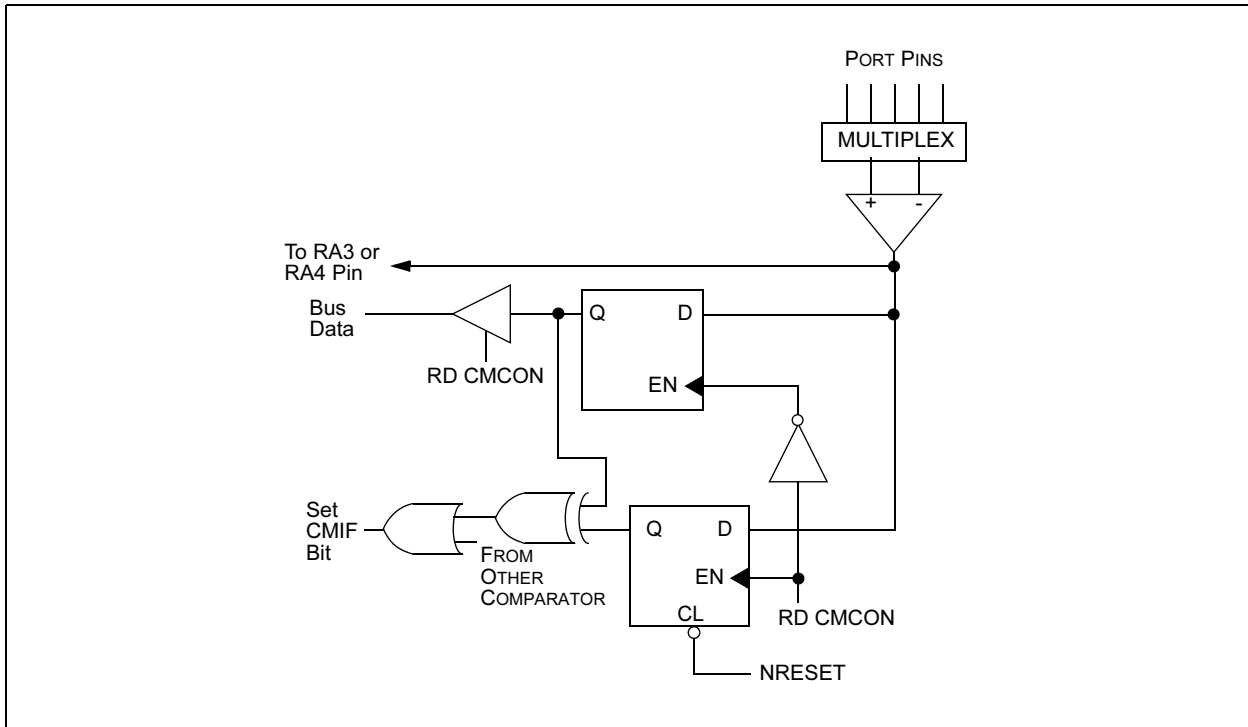 PORT PINS
MULTIPLEX
+ -
To RA3 or
RA4 Pin
Bus
Data
Q D
EN
RD CMCON
Set
CMIF
Bit
FROM
OTHER
COMPARATOR
Q D
EN
CL
RD CMCON
NRESET